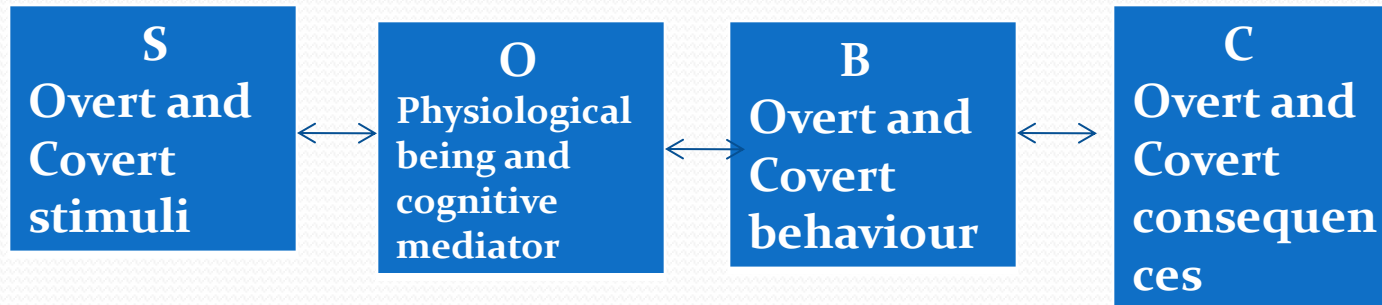 S
Overt and
Covert
stimuli
O
Physiological
being and
cognitive
mediator
B
Overt and
Covert
behaviour
C
Overt and
Covert
consequen
ces